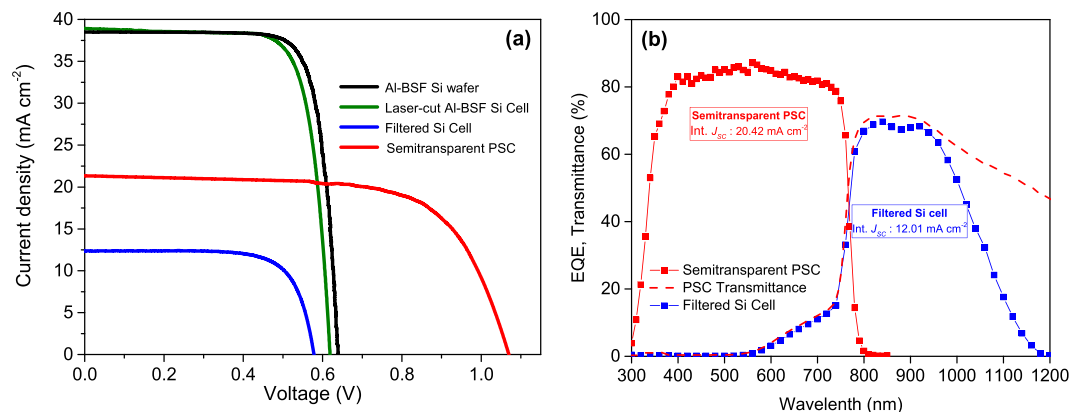 (a)
Current density (mA cm⁻²)
40
35
30
25
20
15
10
5
0
Al-BSF Si wafer
Laser-cut Al-BSF Si Cell
Filtered Si Cell
Semitransparent PSC
0.0 0.2 0.4 0.6 0.8 1.0
Voltage (V)
(b)
EQE, Transmittance (%)
100
80
60
40
20
0
Semitransparent PSC
Int. JSC : 20.42 mA cm⁻²
Filtered Si cell
Int. JSC : 12.01 mA cm⁻²
Semitransparent PSC
PSC Transmittance
Filtered Si Cell
300 400 500 600 700 800 900 1000 1100 1200
Wavelenth (nm)